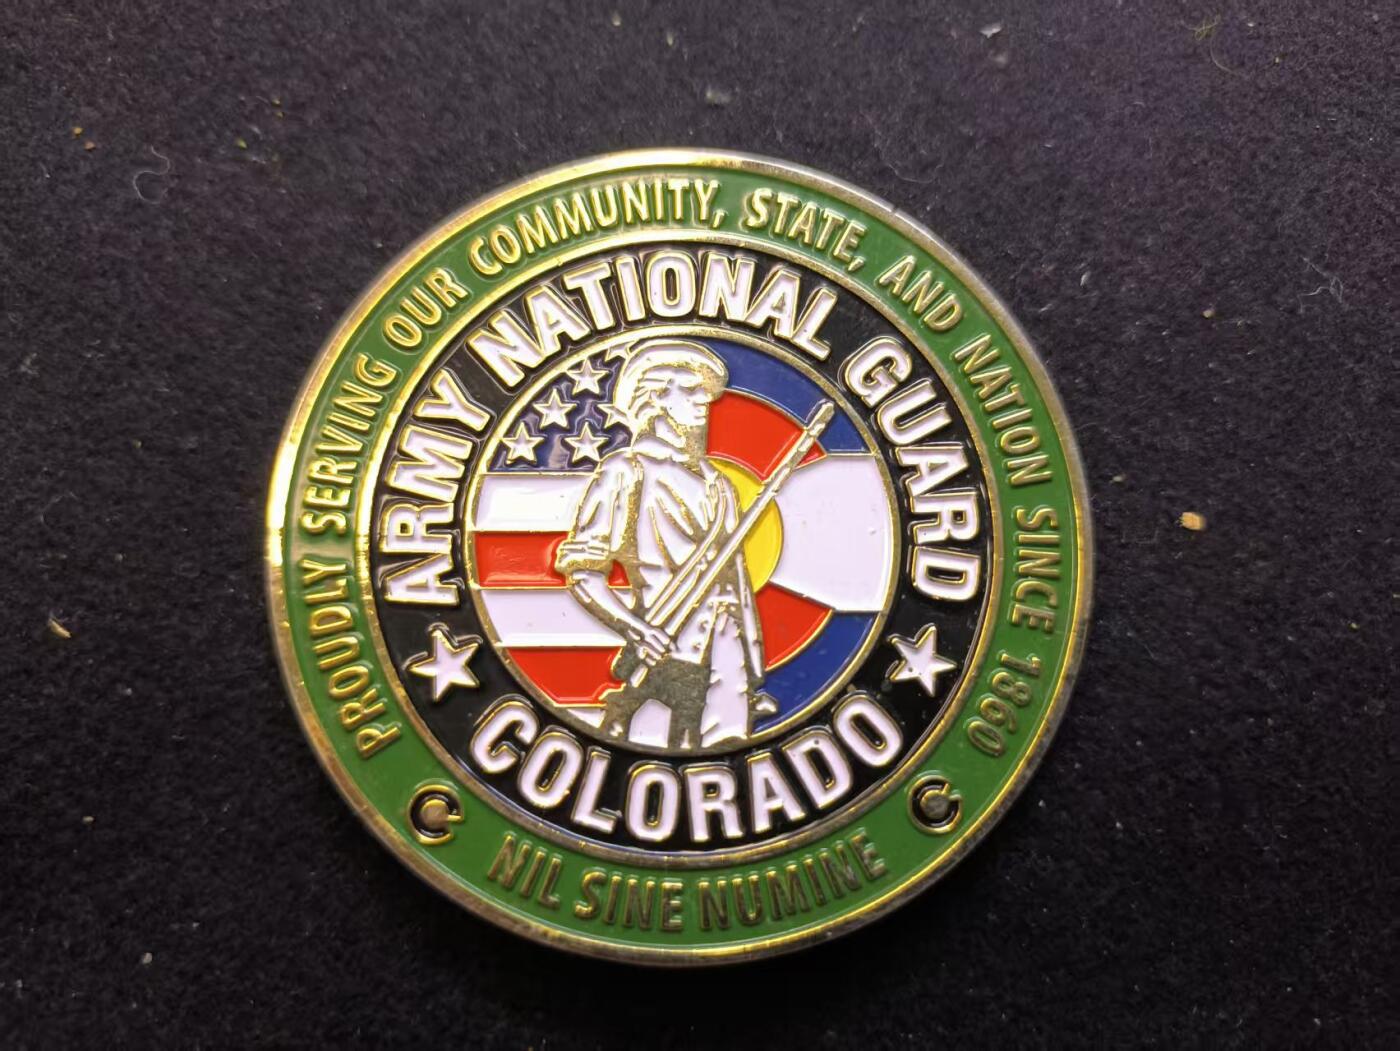 PROUDLY SERVING OUR COMMUNITY, STATE, AND NATION SINCE 1860
ARMY NATIONAL GUARD
COLORADO
NIL SINE NUMINE